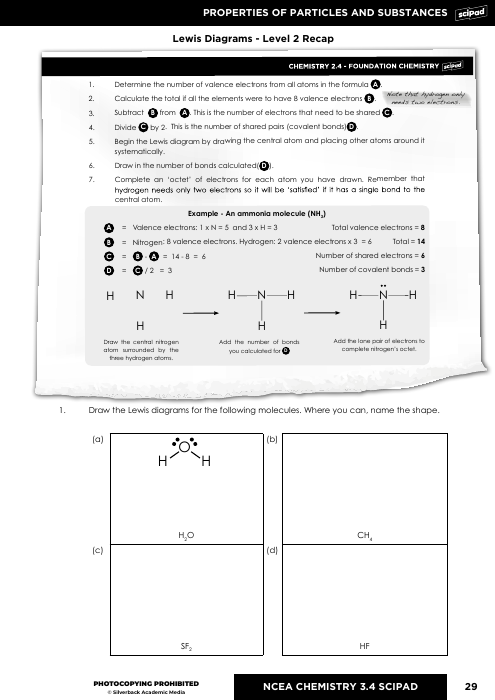 PROPERTIES OF PARTICLES AND SUBSTANCES scipad
Lewis Diagrams - Level 2 Recap
CHEMISTRY 2.4 - FOUNDATION CHEMISTRY scipad
1. Determine the number of valence electrons from all atoms in the formula A.
2. Calculate the total if all the elements were to have 8 valence electrons B.
Note that hydrogen only
needs two electrons.
3. Subtract B from A. This is the number of electrons that need to be shared C.
4. Divide C by 2. This is the number of shared pairs (covalent bonds) D.
5. Begin the Lewis diagram by drawing the central atom and placing other atoms around it
systematically.
6. Draw in the number of bonds calculated (D).
7. Complete an 'octet' of electrons for each atom you have drawn. Remember that
hydrogen needs only two electrons so it will be 'satisfied' if it has a single bond to the
central atom.
Example - An ammonia molecule (NH3)
A = Valence electrons: 1 x N = 5 and 3 x H = 3 Total valence electrons = 8
B = Nitrogen: 8 valence electrons. Hydrogen: 2 valence electrons x 3 = 6 Total = 14
C = B - A = 14 - 8 = 6 Number of shared electrons = 6
D = C / 2 = 3 Number of covalent bonds = 3
H N H H N H H N H
H H H
Draw the central nitrogen
atom surrounded by the
three hydrogen atoms.
Add the number of bonds
you calculated for D
Add the lone pair of electrons to
complete nitrogen's octet.
1. Draw the Lewis diagrams for the following molecules. Where you can, name the shape.
(a) (b)
O
H H
H2O CH4
(c) (d)
SF2 HF
PHOTOCOPYING PROHIBITED
© Silverback Academic Media
NCEA CHEMISTRY 3.4 SCIPAD 29